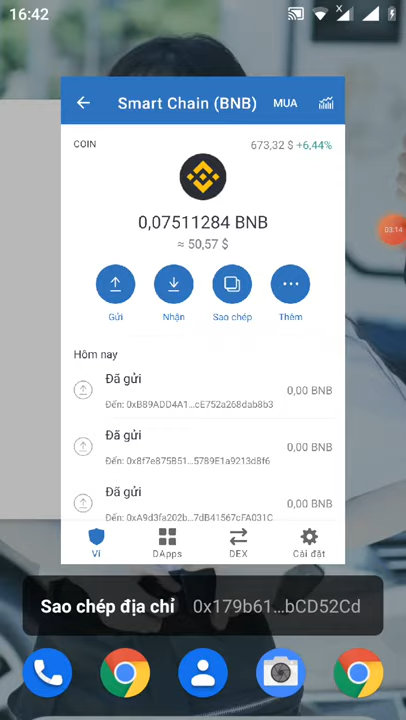 16:42
Smart Chain (BNB) MUA
COIN 673,32 $ +6,44%
0,07511284 BNB
≈ 50,57 $
03:14
Gửi Nhận Sao chép Thêm
Hôm nay
Đã gửi 0,00 BNB
Đến: 0xB89ADD4A1...cE752a268dab8b3
Đã gửi 0,00 BNB
Đến: 0x8f7e875B51...5789E1a9213d8f6
Đã gửi 0,00 BNB
Đến: 0xA9d3fa202b...7dB41567cFA031C
Ví DApps DEX Cài đặt
Sao chép địa chỉ 0x179b61...bCD52Cd